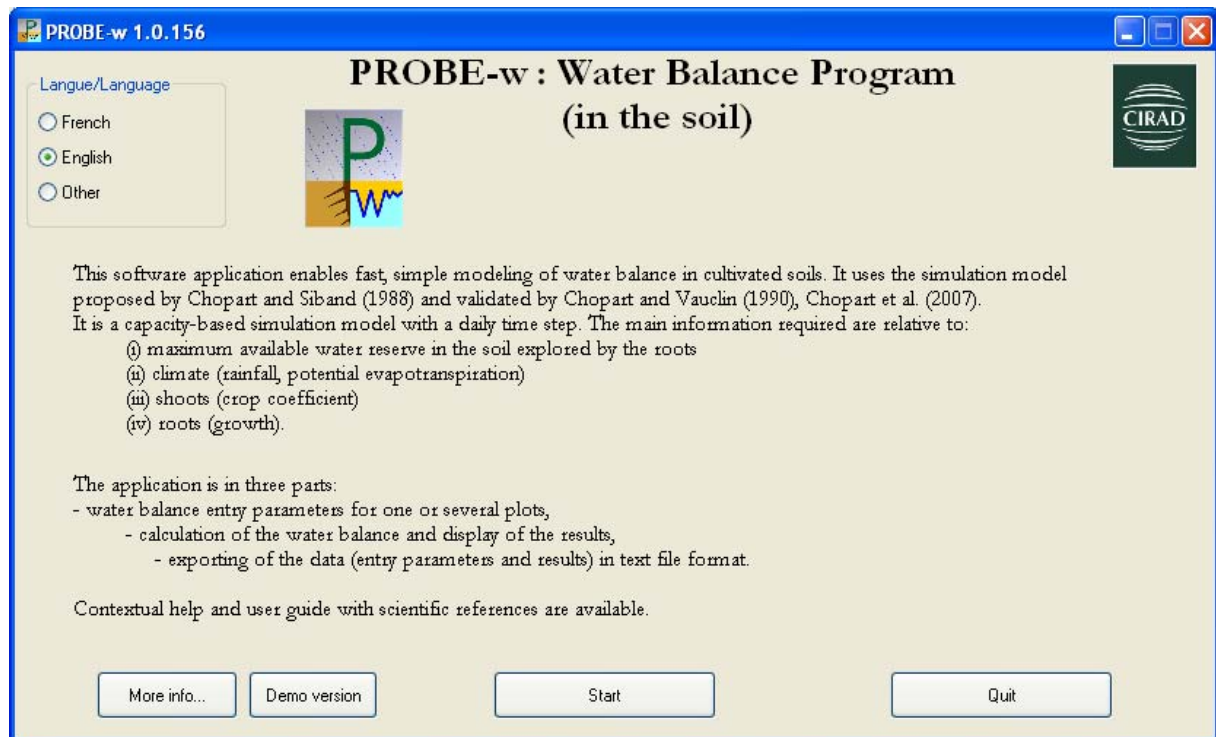 PROBE-w 1.0.156
Langue/Language
French
English
Other
PROBE-w : Water Balance Program
(in the soil)
P
W
CIRAD
This software application enables fast, simple modeling of water balance in cultivated soils. It uses the simulation model
proposed by Chopart and Siband (1988) and validated by Chopart and Vauclin (1990), Chopart et al. (2007).
It is a capacity-based simulation model with a daily time step. The main information required are relative to:
(i) maximum available water reserve in the soil explored by the roots
(ii) climate (rainfall, potential evapotranspiration)
(iii) shoots (crop coefficient)
(iv) roots (growth).
The application is in three parts:
- water balance entry parameters for one or several plots,
- calculation of the water balance and display of the results,
- exporting of the data (entry parameters and results) in text file format.
Contextual help and user guide with scientific references are available.
More info...
Demo version
Start
Quit